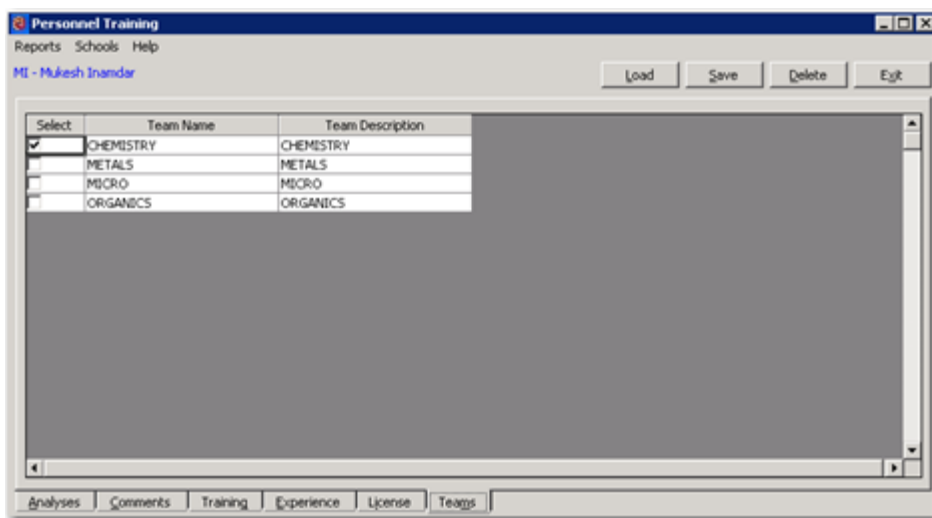 Personnel Training
Reports Schools Help
MI - Mukesh Inamdar
Load Save Delete Exit
Select Team Name Team Description
CHEMISTRY CHEMISTRY
METALS METALS
MICRO MICRO
ORGANICS ORGANICS
Analyses Comments Training Experience License Teams